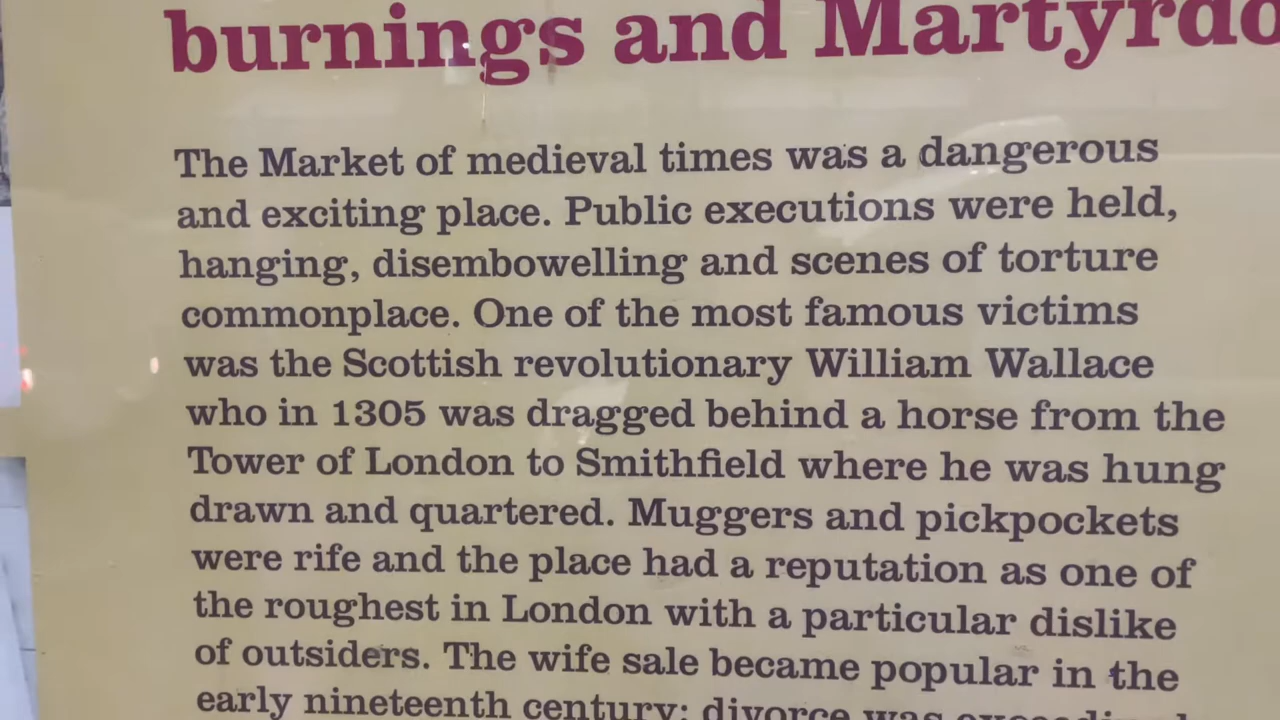 burnings and Martyrdo
The Market of medieval times was a dangerous
and exciting place. Public executions were held,
hanging, disembowelling and scenes of torture
commonplace. One of the most famous victims
was the Scottish revolutionary William Wallace
who in 1305 was dragged behind a horse from the
Tower of London to Smithfield where he was hung
drawn and quartered. Muggers and pickpockets
were rife and the place had a reputation as one of
the roughest in London with a particular dislike
of outsiders. The wife sale became popular in the
early nineteenth century; divorce was